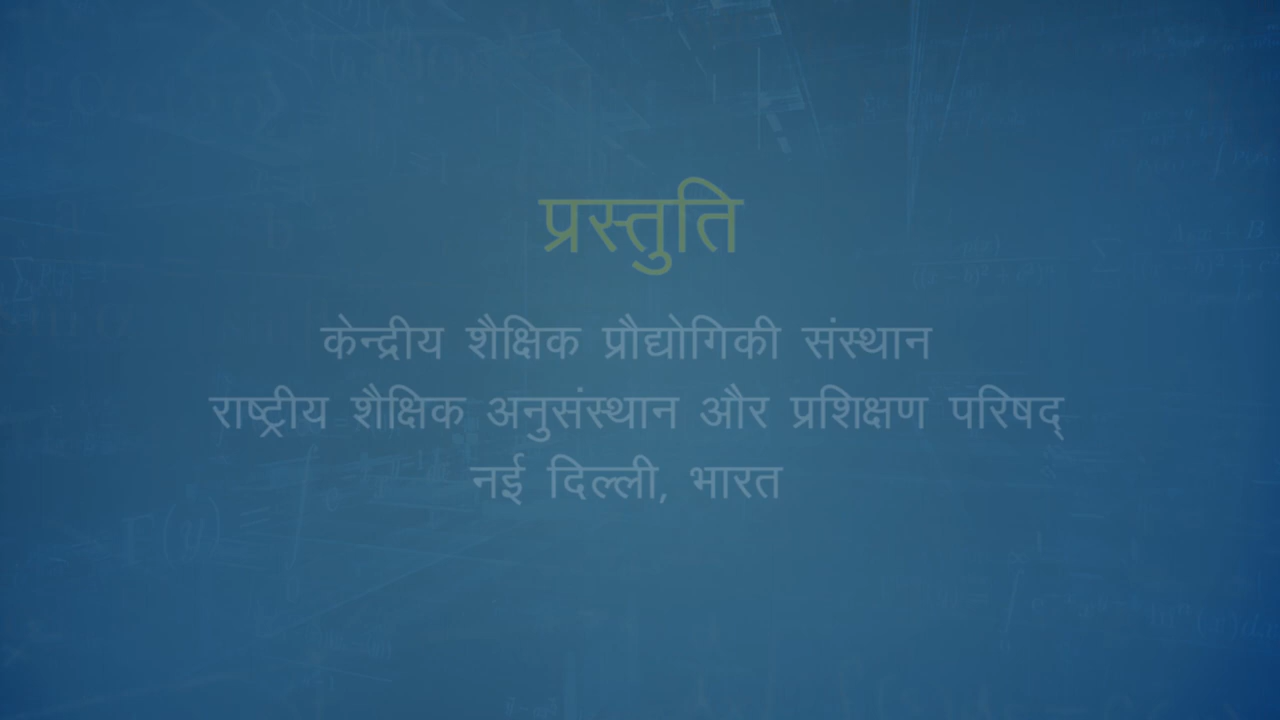 प्रस्तुति
केन्द्रीय शैक्षिक प्रौद्योगिकी संस्थान
राष्ट्रीय शैक्षिक अनुसंस्थान और प्रशिक्षण परिषद्
नई दिल्ली, भारत